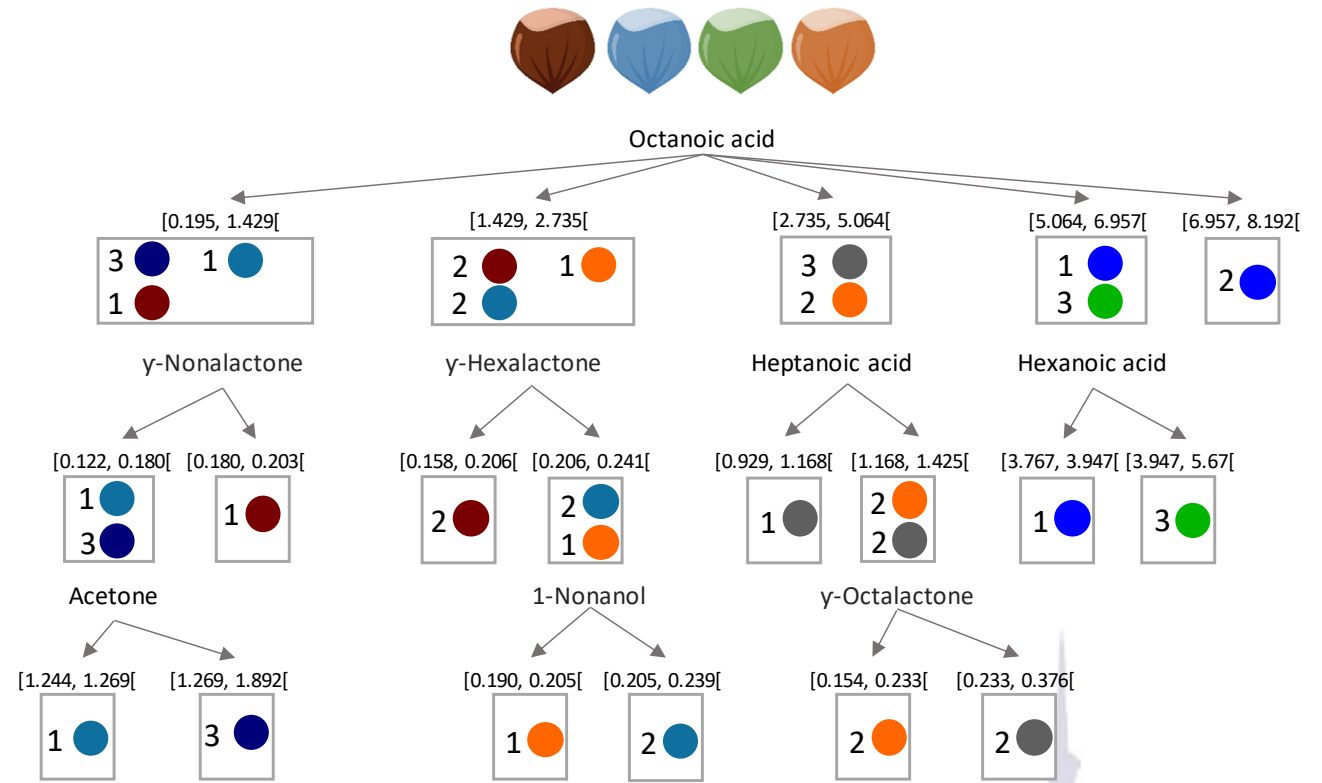 Octanoic acid
[0.195, 1.429[ [1.429, 2.735[ [2.735, 5.064[ [5.064, 6.957[ [6.957, 8.192[
3 1 2 1 3 1 2
1 2 2 3
y-Nonalactone y-Hexalactone Heptanoic acid Hexanoic acid
[0.122, 0.180[ [0.180, 0.203[ [0.158, 0.206[ [0.206, 0.241[ [0.929, 1.168[ [1.168, 1.425[ [3.767, 3.947[ [3.947, 5.67[
1 1 2 2 1 2 1 3
3 1 2
Acetone 1-Nonanol y-Octalactone
[1.244, 1.269[ [1.269, 1.892[ [0.190, 0.205[ [0.205, 0.239[ [0.154, 0.233[ [0.233, 0.376[
1 3 1 2 2 2